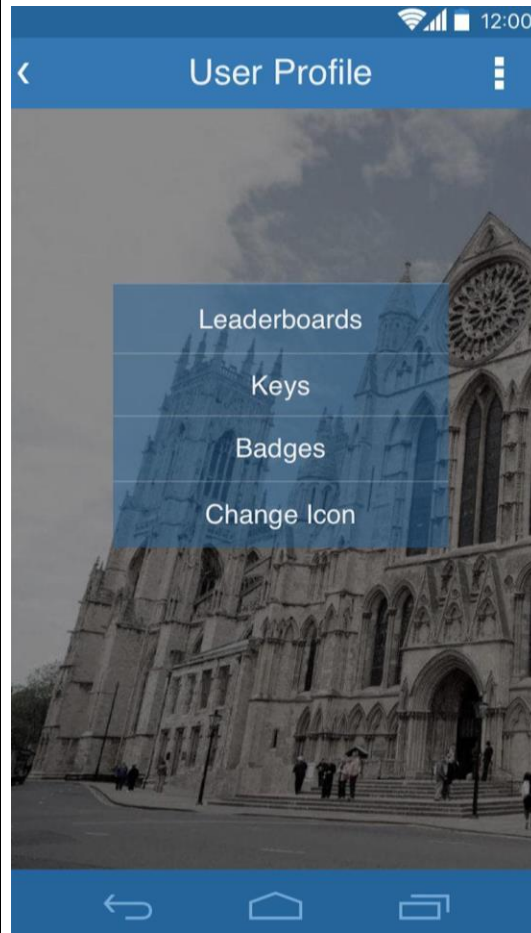 12:00
User Profile
Leaderboards
Keys
Badges
Change Icon